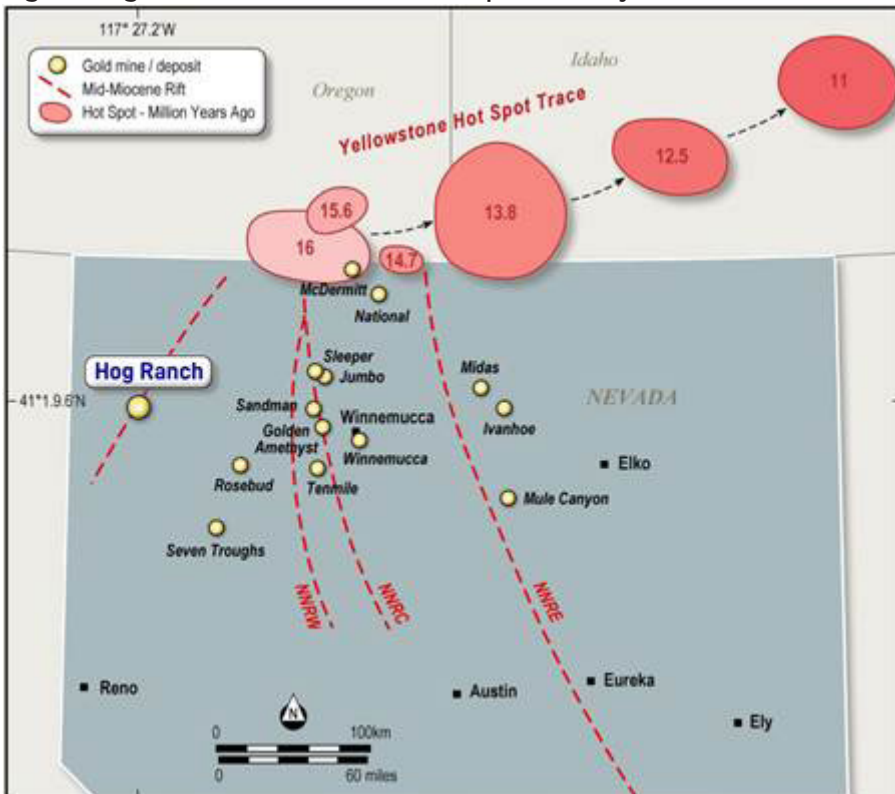 117° 27.2'W
Gold mine / deposit
Mid-Miocene Rift
Hot Spot - Million Years Ago
Oregon
Idaho
Yellowstone Hot Spot Trace
11
12.5
13.8
15.6
16
14.7
McDermitt
National
Hog Ranch
41°1.9.6'N
Sleeper
Jumbo
Midas
NEVADA
Sandman
Winnemucca
Ivanhoe
Golden
Amethyst
Winnemucca
Elko
Rosebud
Tenmile
Mule Canyon
Seven Troughs
NNRW
NNRC
NNRE
Reno
Austin
Eureka
Ely
N
0 100km
0 60 miles